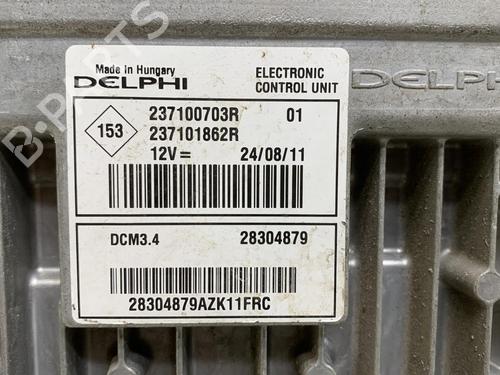 Made in Hungary
DELPHI
ELECTRONIC
CONTROL UNIT
153
237100703R 01
237101862R
12V= 24/08/11
DCM3.4 28304879
28304879AZK11FRC
DELPHI
B-PARTS